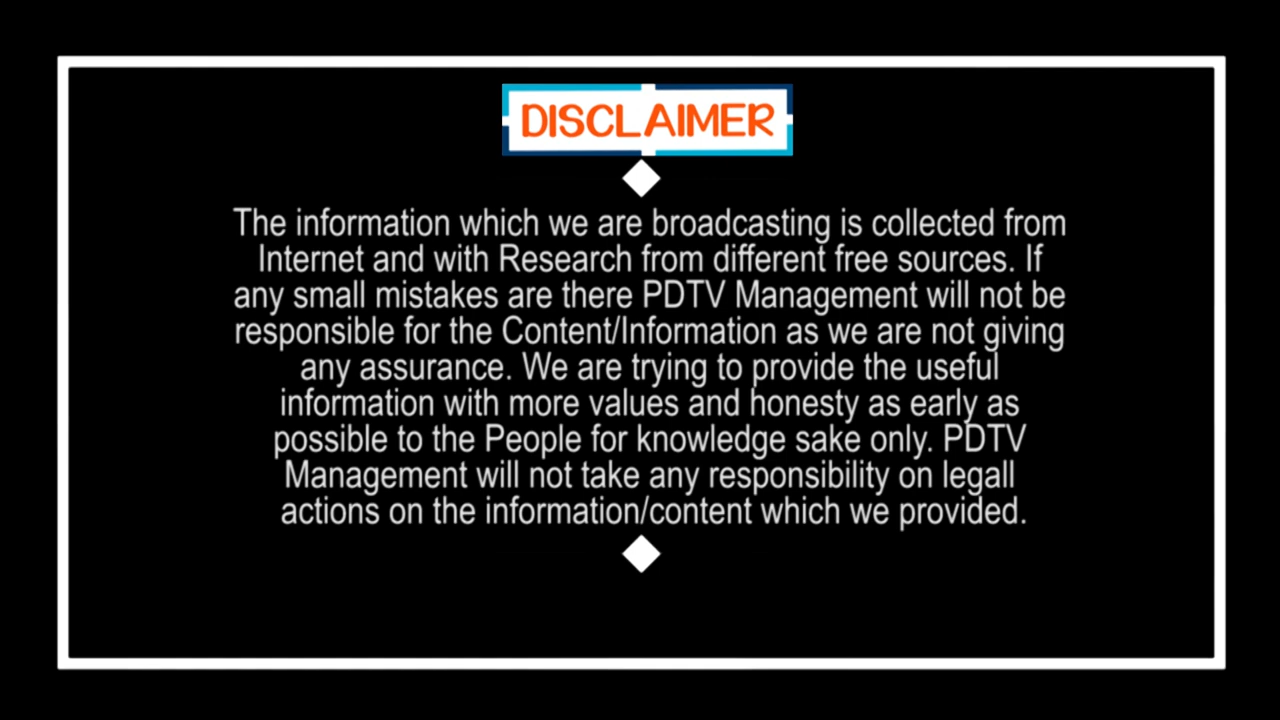 DISCLAIMER
The information which we are broadcasting is collected from
Internet and with Research from different free sources. If
any small mistakes are there PDTV Management will not be
responsible for the Content/Information as we are not giving
any assurance. We are trying to provide the useful
information with more values and honesty as early as
possible to the People for knowledge sake only. PDTV
Management will not take any responsibility on legall
actions on the information/content which we provided.